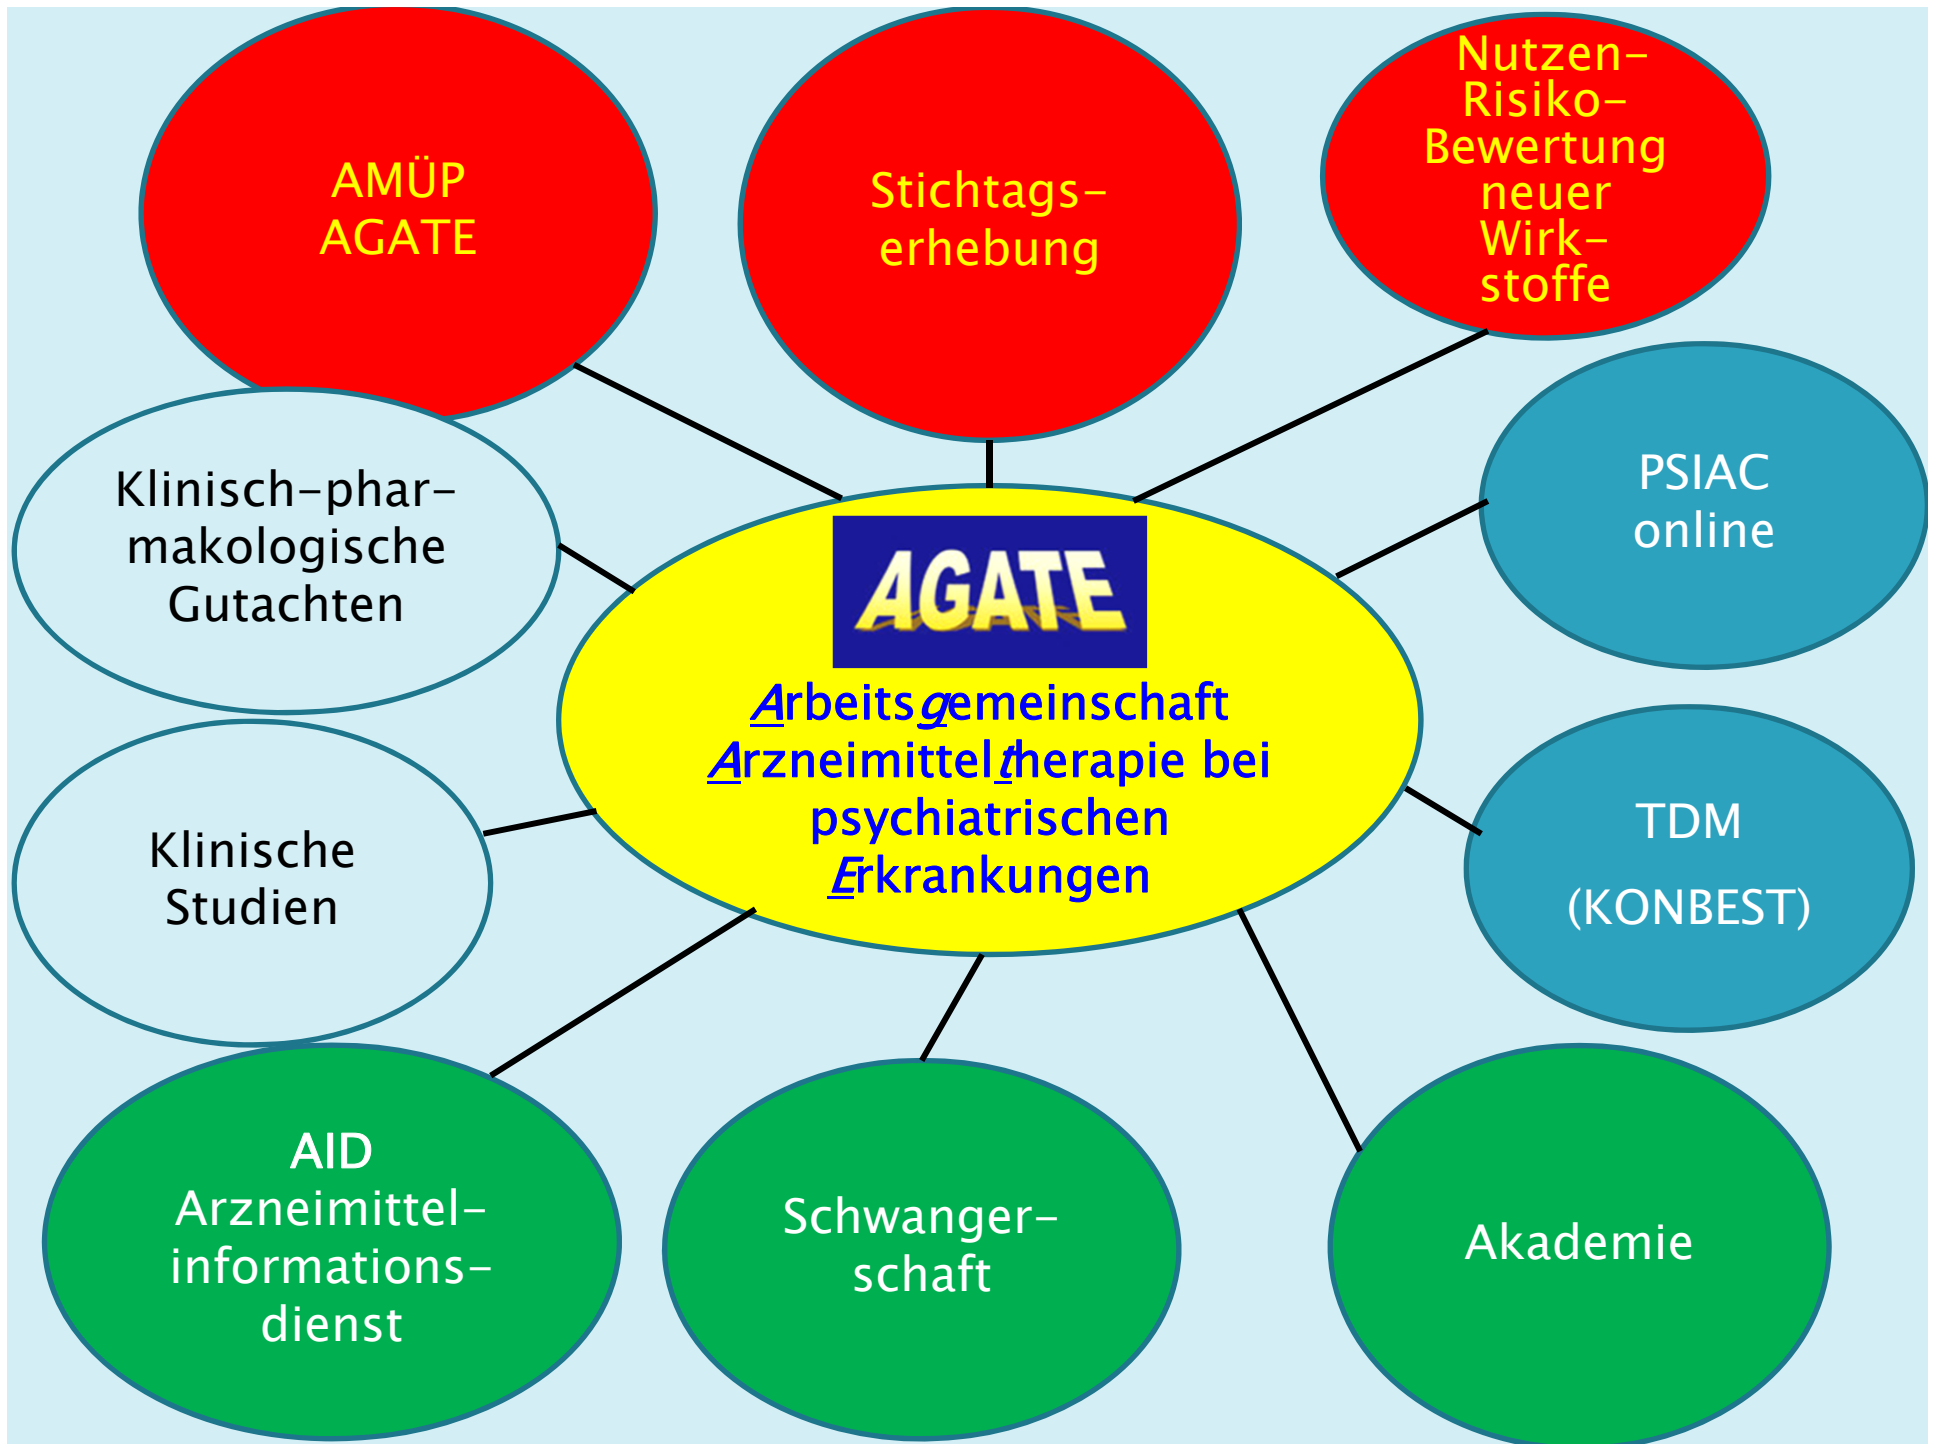 AMÜP
AGATE
Stichtags-
erhebung
Nutzen-
Risiko-
Bewertung
neuer
Wirk-
stoffe
Klinisch-phar-
makologische
Gutachten
PSIAC
online
AGATE
Arbeitsgemeinschaft
Arzneimitteltherapie bei
psychiatrischen
Erkrankungen
Klinische
Studien
TDM
(KONBEST)
AID
Arzneimittel-
informations-
dienst
Schwanger-
schaft
Akademie